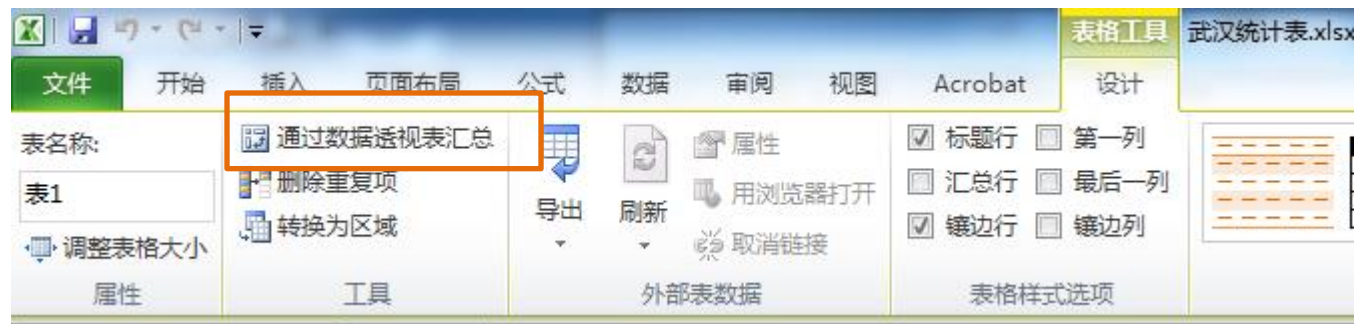 表格工具 武汉统计表.xlsx
文件 开始 插入 页面布局 公式 数据 审阅 视图 Acrobat 设计
表名称:
表1
调整表格大小
属性
通过数据透视表汇总
删除重复项
转换为区域
工具
导出
刷新
属性
用浏览器打开
取消链接
外部表数据
标题行 第一列
汇总行 最后一列
镶边行 镶边列
表格样式选项